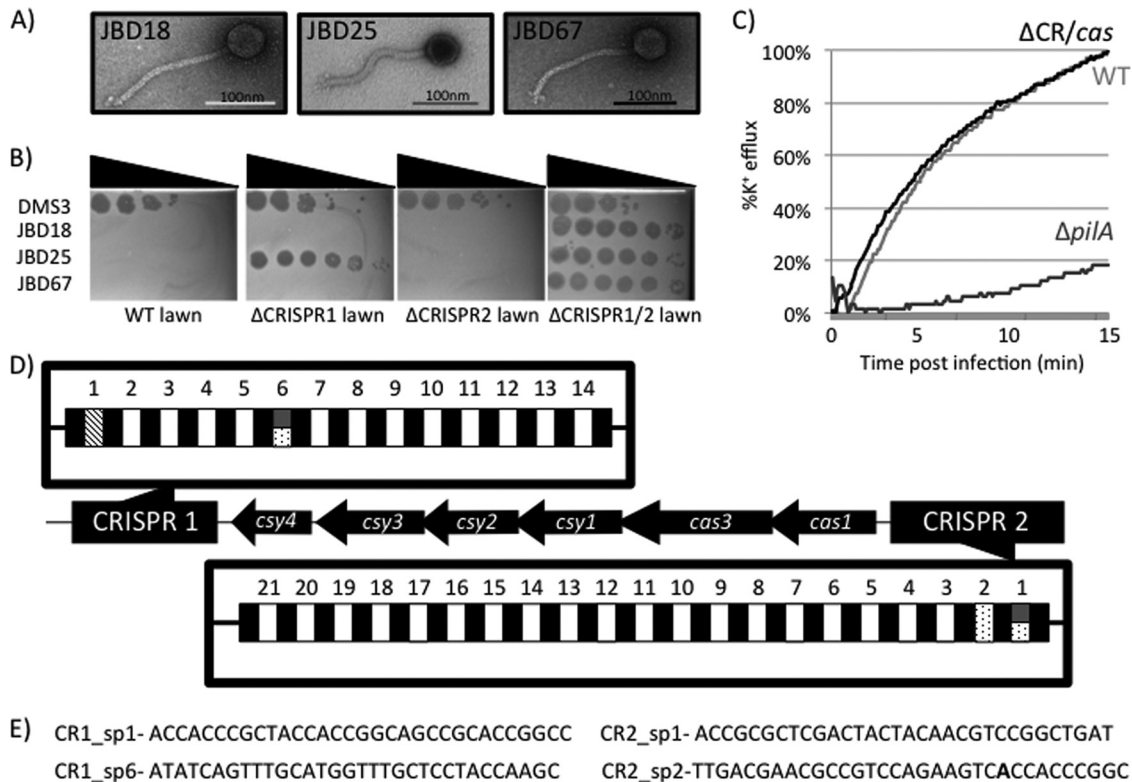 A)
JBD18
100nm
JBD25
100nm
JBD67
100nm
B)
DMS3
JBD18
JBD25
JBD67
WT lawn
ΔCRISPR1 lawn
ΔCRISPR2 lawn
ΔCRISPR1/2 lawn
C)
100%
80%
60%
40%
20%
0%
%K⁺ efflux
ΔCR/cas
WT
ΔpilA
0 5 10 15
Time post infection (min)
D)
1 2 3 4 5 6 7 8 9 10 11 12 13 14
CRISPR 1 csy4 csy3 csy2 csy1 cas3 cas1 CRISPR 2
21 20 19 18 17 16 15 14 13 12 11 10 9 8 7 6 5 4 3 2 1
E)
CR1_sp1- ACCACCCGCTACCACCGGCAGCCGCACCGGCC
CR2_sp1- ACCGCGCTCGACTACTACAACGTCCGGCTGAT
CR1_sp6- ATATCAGTTTGCATGGTTTGCTCCTACCAAGC
CR2_sp2-TTGACGAACGCCGTCCAGAAGTCACCACCCGGC